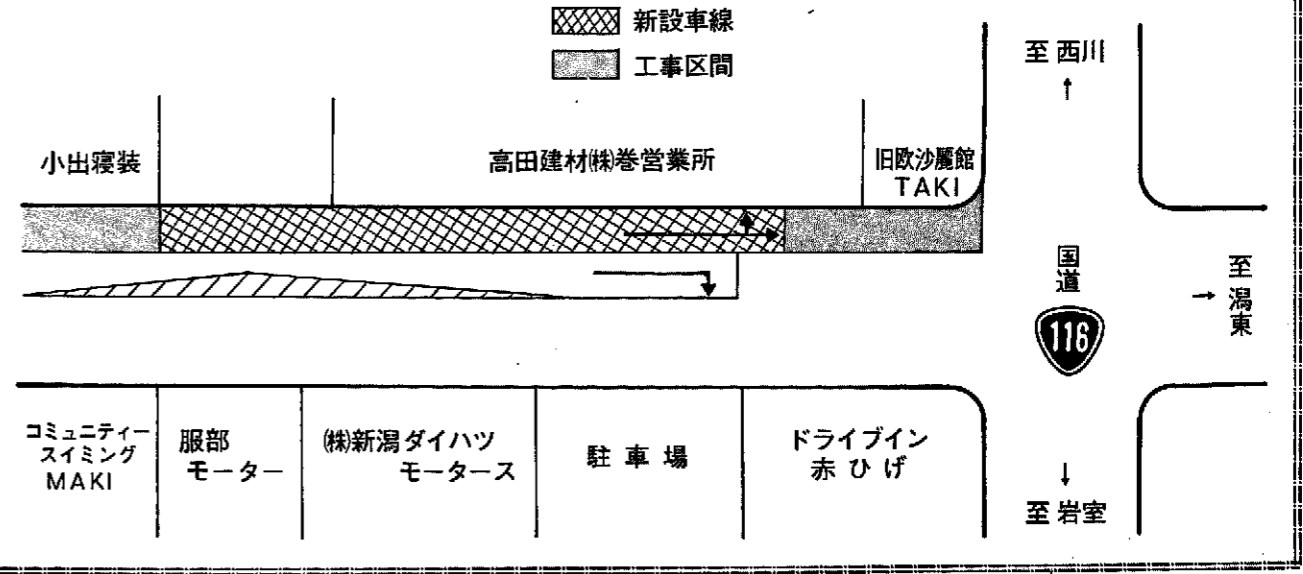 新設車線
工事区間
至 西川
↑
小出寝装
高田建材㈱巻営業所
旧欧沙麗館
TAKI
国道
116
→ 至潟東
コミュニティー
スイミング
MAKI
服部
モーター
㈱新潟ダイハツ
モータース
駐車場
ドライブイン
赤ひげ
↓
至 岩室